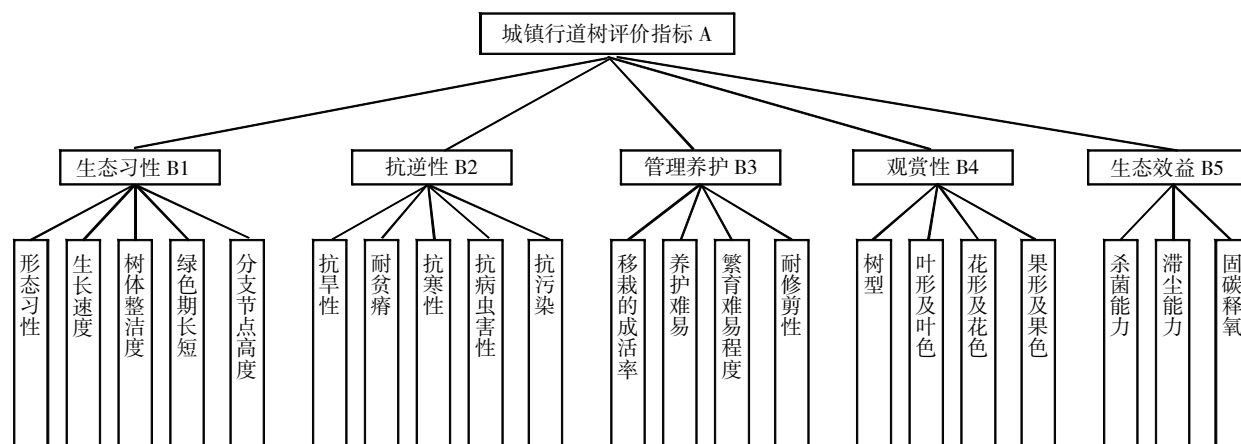 城镇行道树评价指标 A
生态习性 B1
抗逆性 B2
管理养护 B3
观赏性 B4
生态效益 B5
形态习性
生长速度
树体整洁度
绿色期长短
分支节点高度
抗旱性
耐贫瘠
抗寒性
抗病虫害性
抗污染
移栽的成活率
养护难易
繁育难易程度
耐修剪性
树型
叶形及叶色
花形及花色
果形及果色
杀菌能力
滞尘能力
固碳释氧